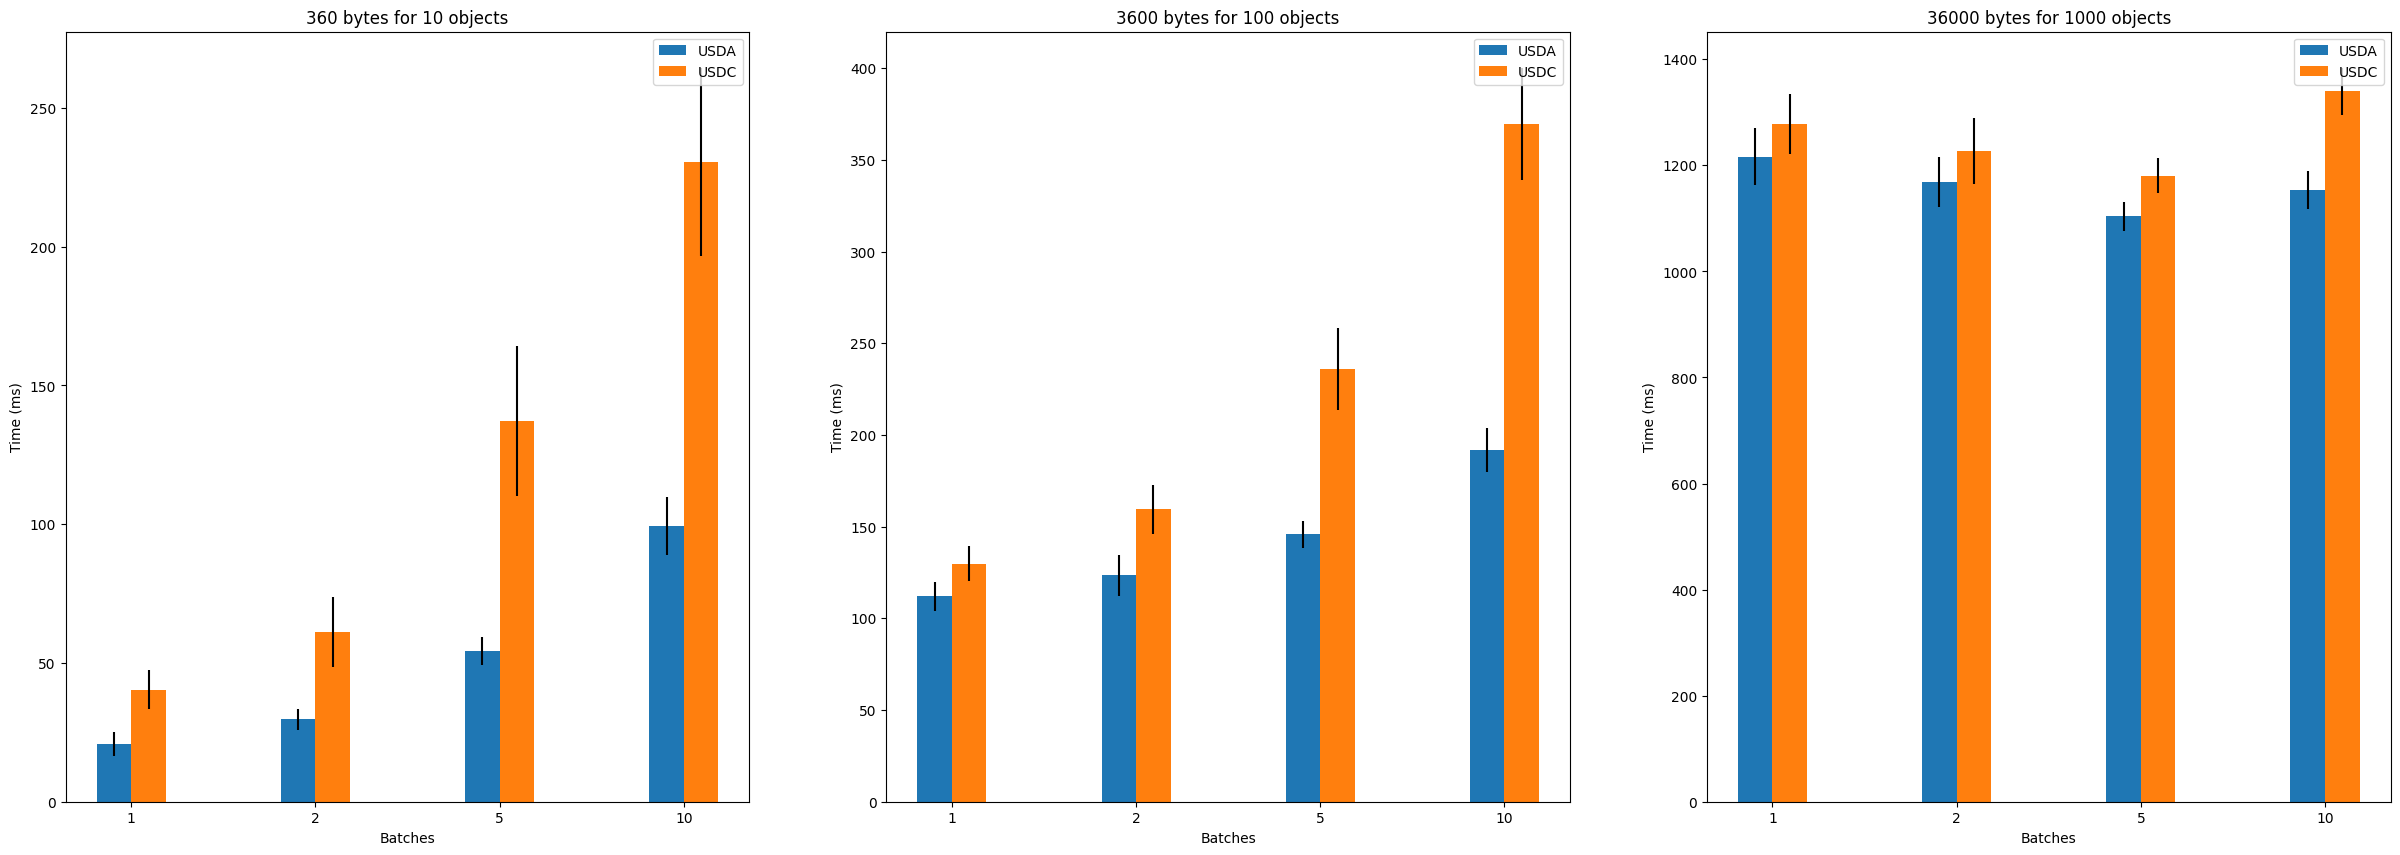 360 bytes for 10 objects
USDA
USDC
Time (ms)
250
200
150
100
50
0
1 2 5 10
Batches
3600 bytes for 100 objects
USDA
USDC
Time (ms)
400
350
300
250
200
150
100
50
0
1 2 5 10
Batches
36000 bytes for 1000 objects
USDA
USDC
Time (ms)
1400
1200
1000
800
600
400
200
0
1 2 5 10
Batches